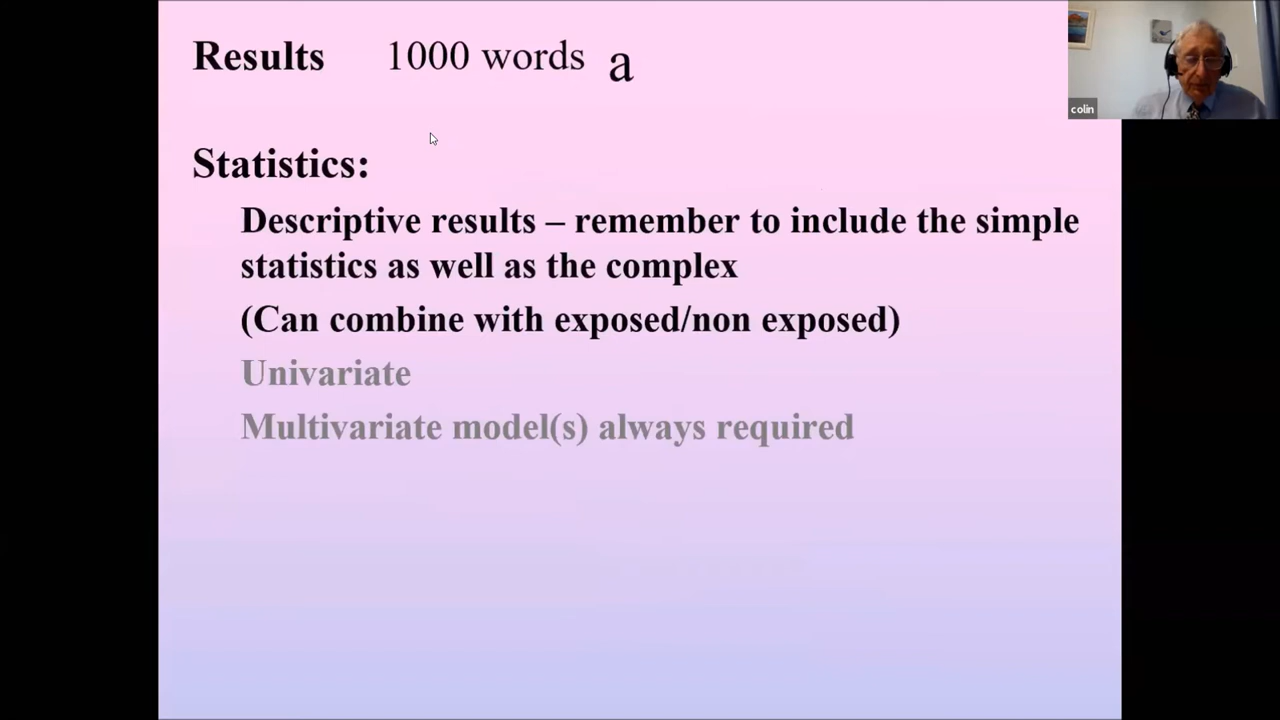 Results 1000 words a
colin
Statistics:
Descriptive results – remember to include the simple
statistics as well as the complex
(Can combine with exposed/non exposed)
Univariate
Multivariate model(s) always required